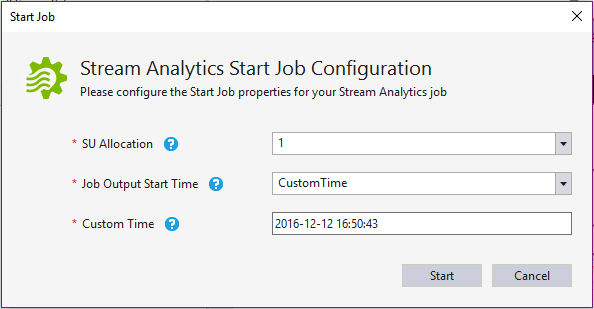 Start Job
Stream Analytics Start Job Configuration
Please configure the Start Job properties for your Stream Analytics job
* SU Allocation ? 1
* Job Output Start Time ? CustomTime
* Custom Time ? 2016-12-12 16:50:43
Start Cancel